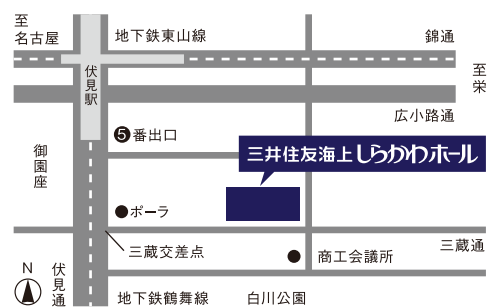 至
名古屋
地下鉄東山線
錦通
伏見駅
至
栄
広小路通
5番出口
御園座
三井住友海上しらかわホール
ポーラ
三蔵交差点
三蔵通
商工会議所
N
伏見通
地下鉄鶴舞線
白川公園